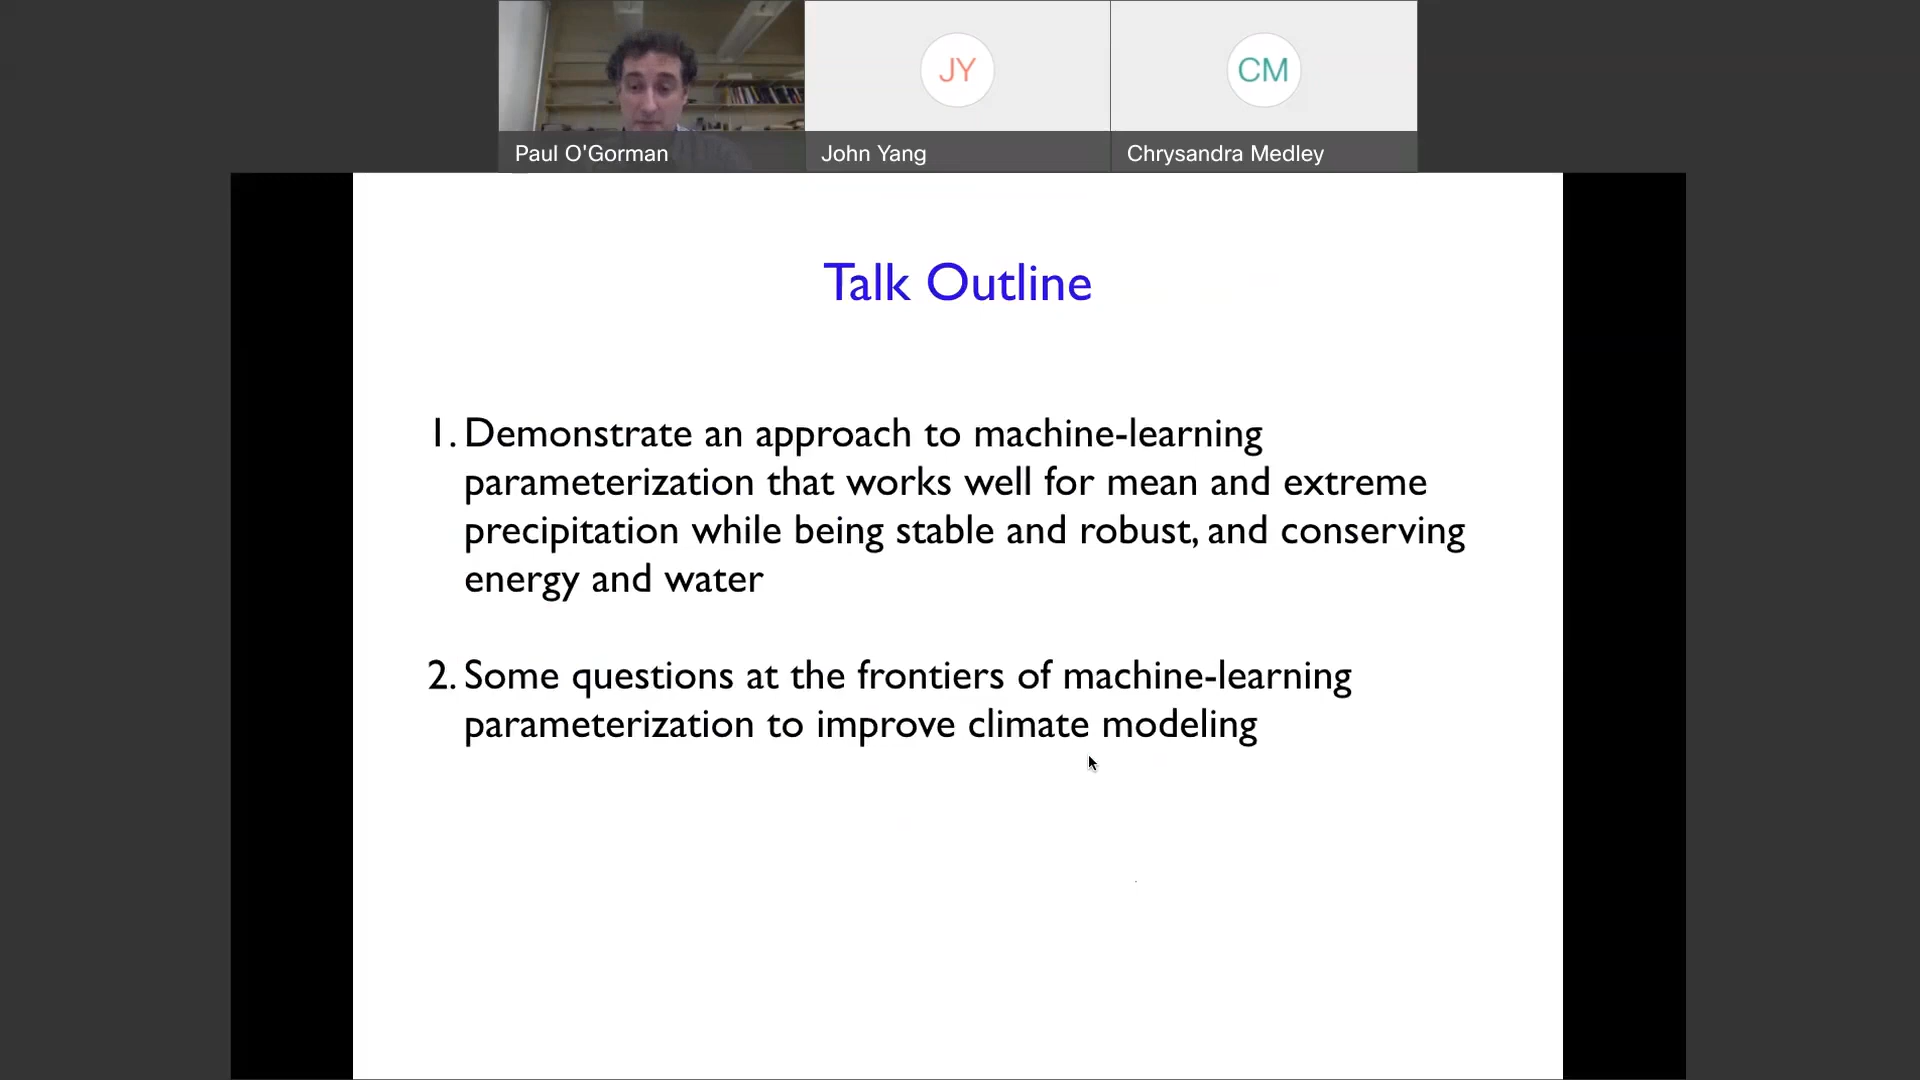 JY
CM
Paul O'Gorman
John Yang
Chrysandra Medley
Talk Outline
1. Demonstrate an approach to machine-learning
parameterization that works well for mean and extreme
precipitation while being stable and robust, and conserving
energy and water
2. Some questions at the frontiers of machine-learning
parameterization to improve climate modeling